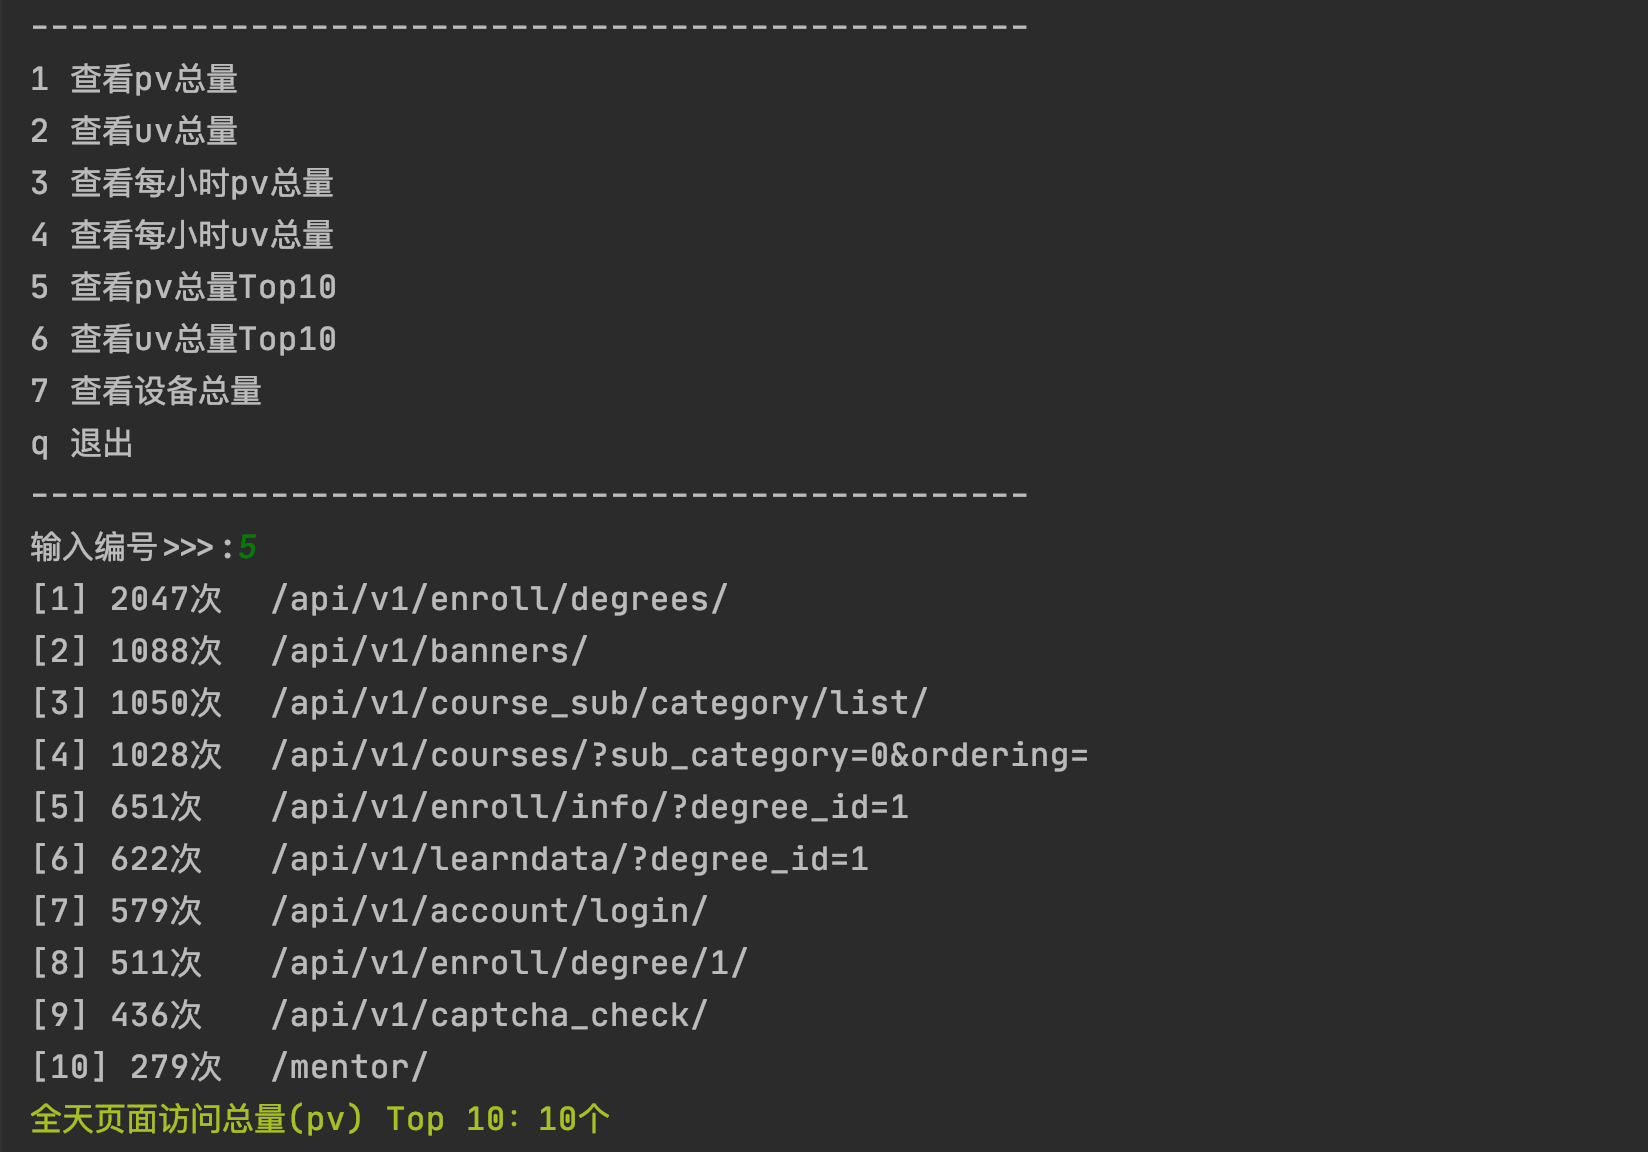 --------------------------------------------------
1 查看pv总量
2 查看uv总量
3 查看每小时pv总量
4 查看每小时uv总量
5 查看pv总量Top10
6 查看uv总量Top10
7 查看设备总量
q 退出
--------------------------------------------------
输入编号>>>:5
[1] 2047次 /api/v1/enroll/degrees/
[2] 1088次 /api/v1/banners/
[3] 1050次 /api/v1/course_sub/category/list/
[4] 1028次 /api/v1/courses/?sub_category=0&ordering=
[5] 651次 /api/v1/enroll/info/?degree_id=1
[6] 622次 /api/v1/learndata/?degree_id=1
[7] 579次 /api/v1/account/login/
[8] 511次 /api/v1/enroll/degree/1/
[9] 436次 /api/v1/captcha_check/
[10] 279次 /mentor/
全天页面访问总量(pv) Top 10: 10个